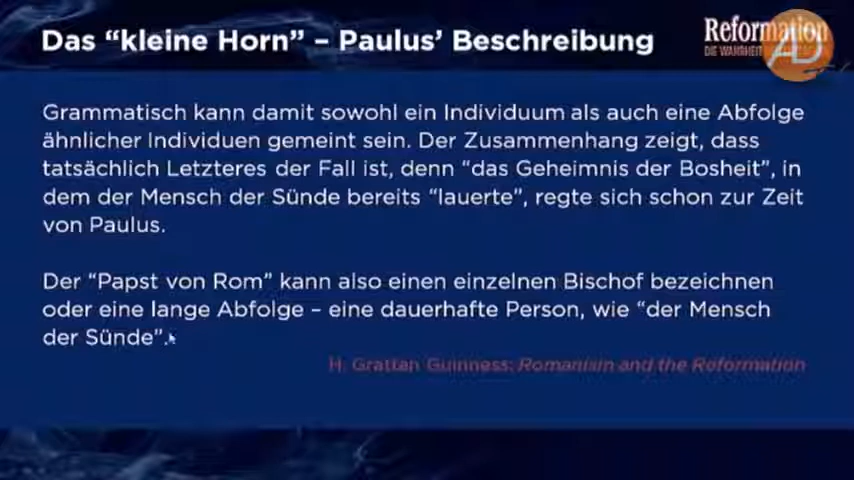 Das “kleine Horn” – Paulus’ Beschreibung
Reformation
Grammatisch kann damit sowohl ein Individuum als auch eine Abfolge
ähnlicher Individuen gemeint sein. Der Zusammenhang zeigt, dass
tatsächlich Letzteres der Fall ist, denn “das Geheimnis der Bosheit”, in
dem der Mensch der Sünde bereits “lauerte”, regte sich schon zur Zeit
von Paulus.
Der “Papst von Rom” kann also einen einzelnen Bischof bezeichnen
oder eine lange Abfolge – eine dauerhafte Person, wie “der Mensch
der Sünde”.
H. Grattan Guinness: Romanism and the Reformation